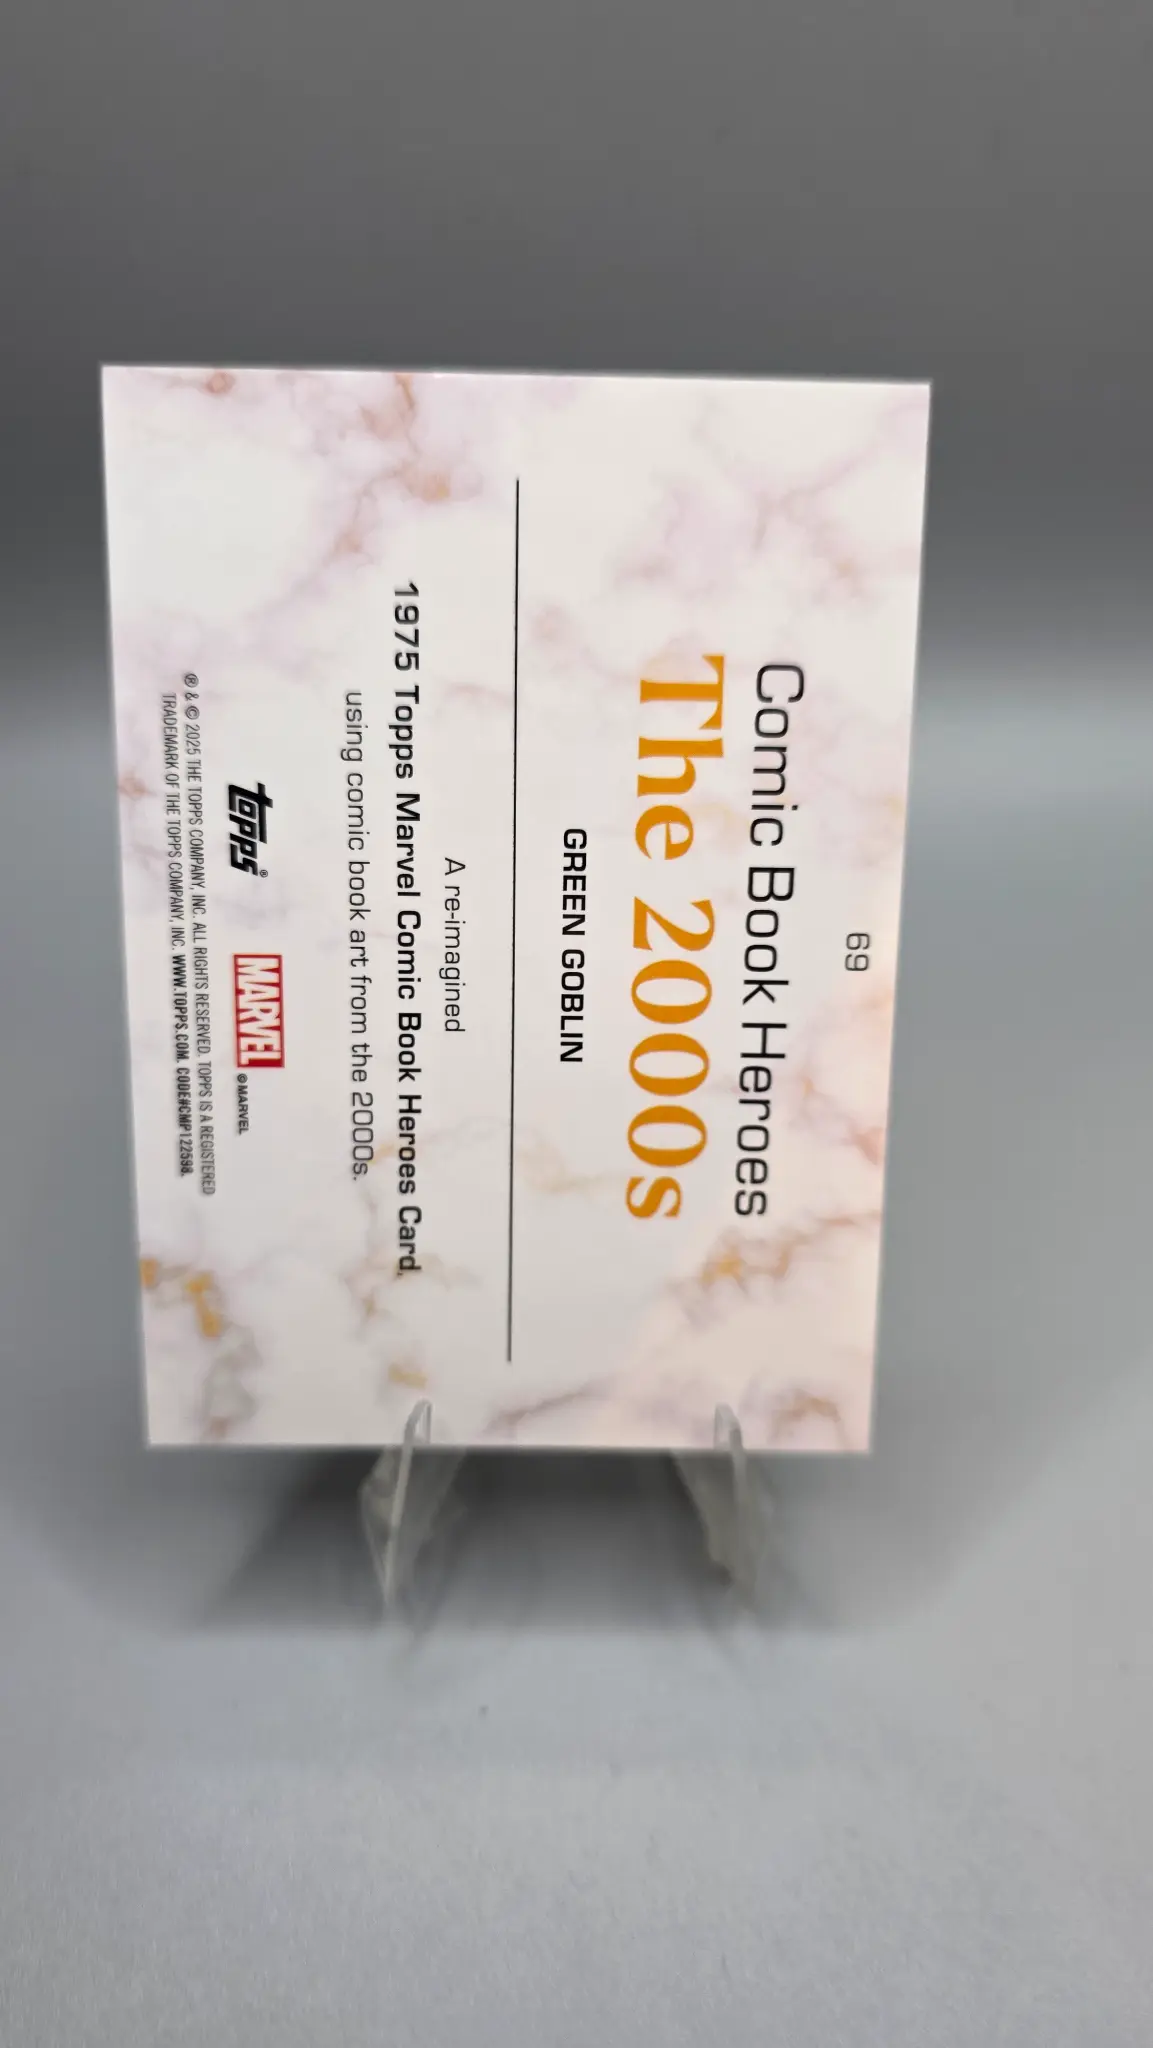 69
Comic Book Heroes
The 2000s
GREEN GOBLIN
A re-imagined
1975 Topps Marvel Comic Book Heroes Card,
using comic book art from the 2000s.
topps® MARVEL © MARVEL
® & © 2025 THE TOPPS COMPANY, INC. ALL RIGHTS RESERVED. TOPPS IS A REGISTERED
TRADEMARK OF THE TOPPS COMPANY, INC. WWW.TOPPS.COM. CODE#CMP122598.